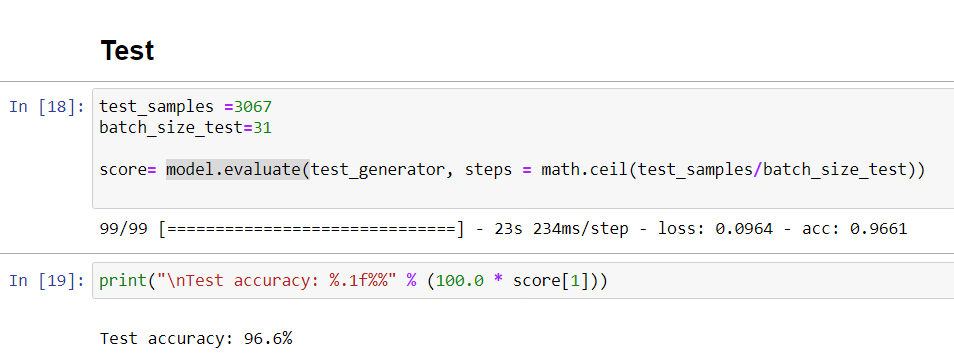 Test
In [18]: test_samples =3067
batch_size_test=31
score= model.evaluate(test_generator, steps = math.ceil(test_samples/batch_size_test))
99/99 [==============================] - 23s 234ms/step - loss: 0.0964 - acc: 0.9661
In [19]: print("\nTest accuracy: %.1f%%" % (100.0 * score[1]))
Test accuracy: 96.6%